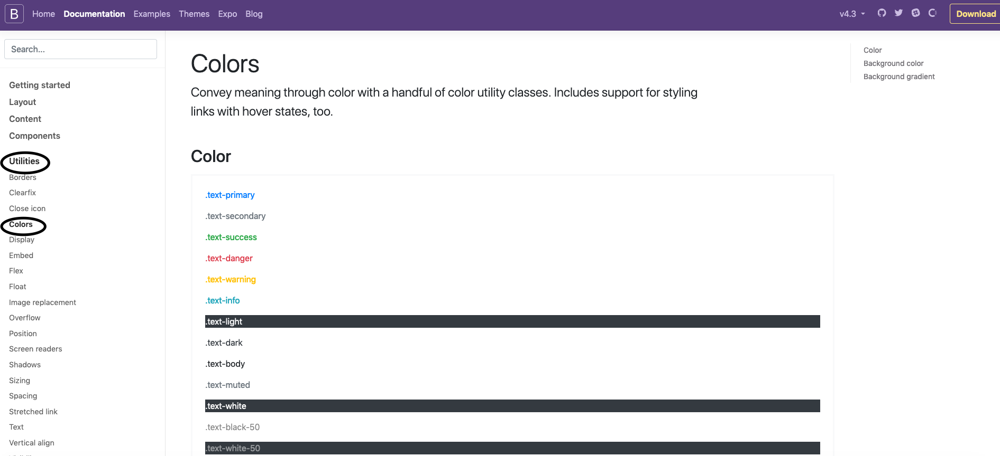 B Home Documentation Examples Themes Expo Blog v4.3 Download
Search...
Getting started
Layout
Content
Components
Utilities
Borders
Clearfix
Close icon
Colors
Display
Embed
Flex
Float
Image replacement
Overflow
Position
Screen readers
Shadows
Sizing
Spacing
Stretched link
Text
Vertical align
Colors
Convey meaning through color with a handful of color utility classes. Includes support for styling
links with hover states, too.
Color
.text-primary
.text-secondary
.text-success
.text-danger
.text-warning
.text-info
.text-light
.text-dark
.text-body
.text-muted
.text-white
.text-black-50
.text-white-50
Color
Background color
Background gradient